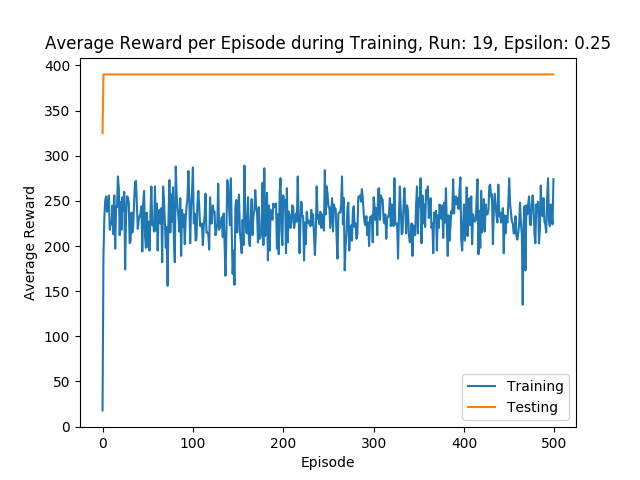 Average Reward per Episode during Training, Run: 19, Epsilon: 0.25
400
350
300
250
200
150
100
50
0
Average Reward
0 100 200 300 400 500
Episode
Training
Testing